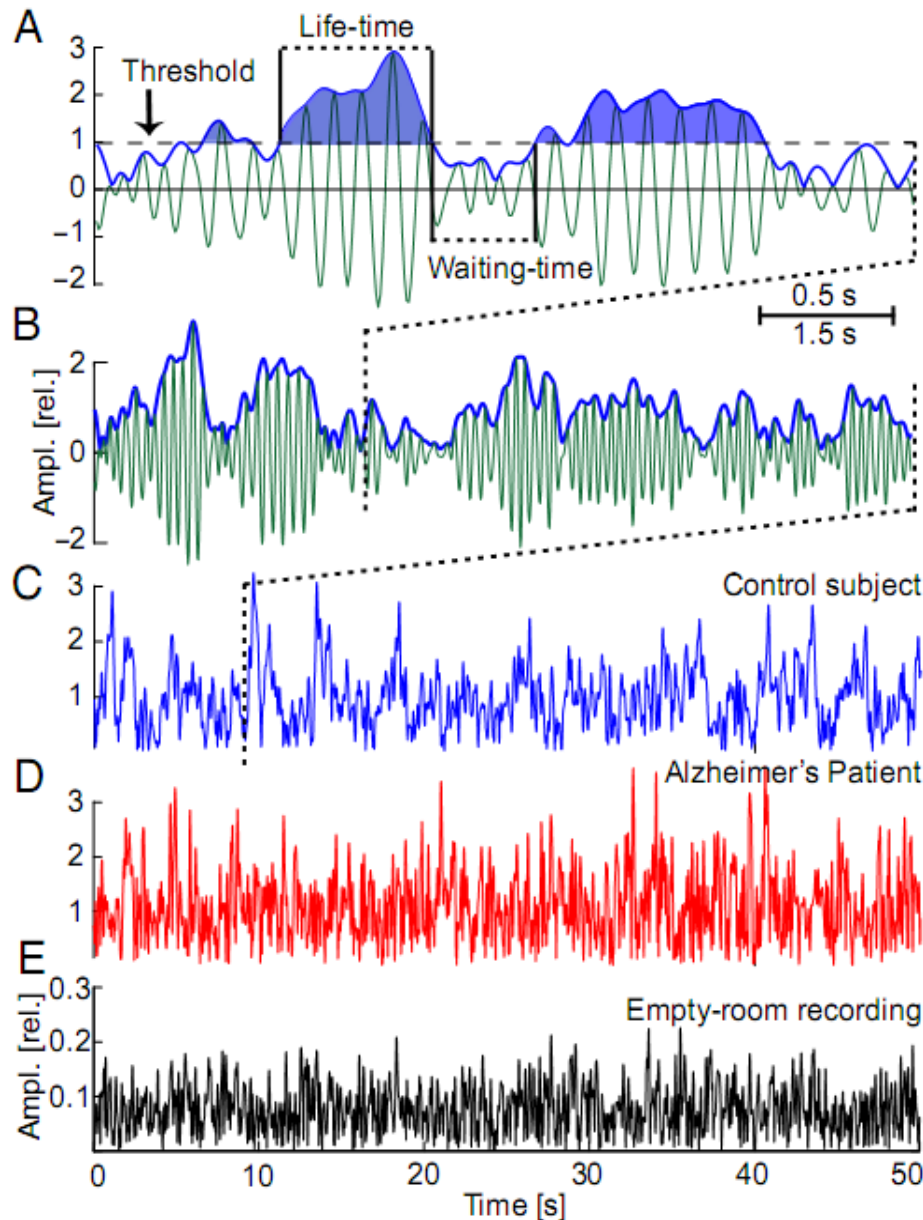 A
Life-time
Threshold
3
2
1
0
−1
−2
Waiting-time
0.5 s
1.5 s
B
Ampl. [rel.]
2
0
−2
C
Control subject
3
2
1
D
Alzheimer's Patient
3
2
1
E
Empty-room recording
Ampl. [rel.]
0.3
0.2
0.1
0 10 20 30 40 50
Time [s]